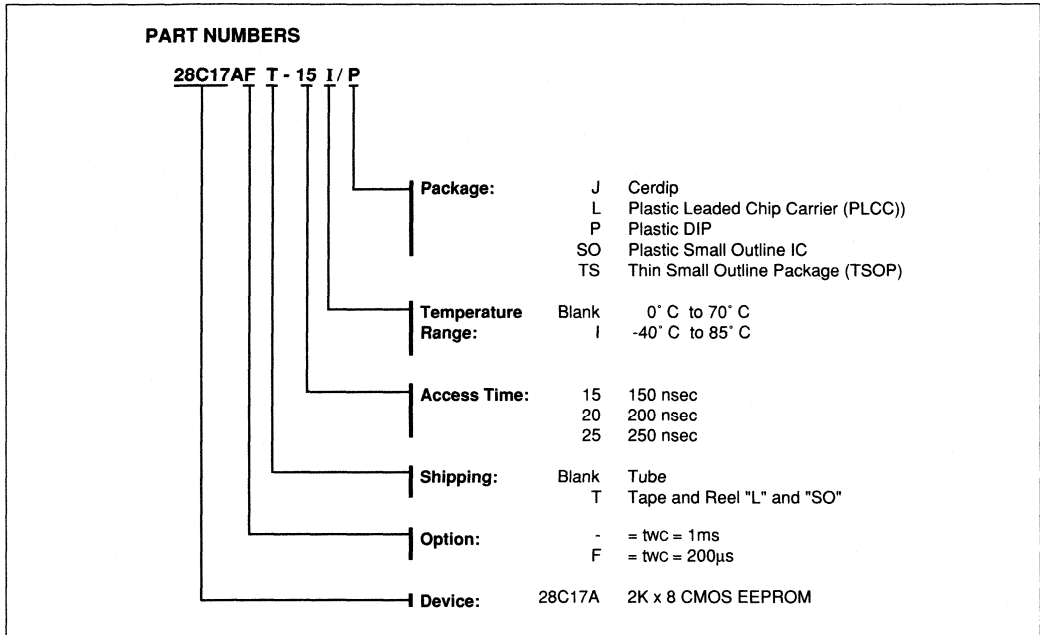 PART NUMBERS
28C17AF T - 15 I / P
Package: J Cerdip
L Plastic Leaded Chip Carrier (PLCC))
P Plastic DIP
SO Plastic Small Outline IC
TS Thin Small Outline Package (TSOP)
Temperature Blank 0° C to 70° C
Range: I -40° C to 85° C
Access Time: 15 150 nsec
20 200 nsec
25 250 nsec
Shipping: Blank Tube
T Tape and Reel "L" and "SO"
Option: - = twc = 1ms
F = twc = 200µs
Device: 28C17A 2K x 8 CMOS EEPROM